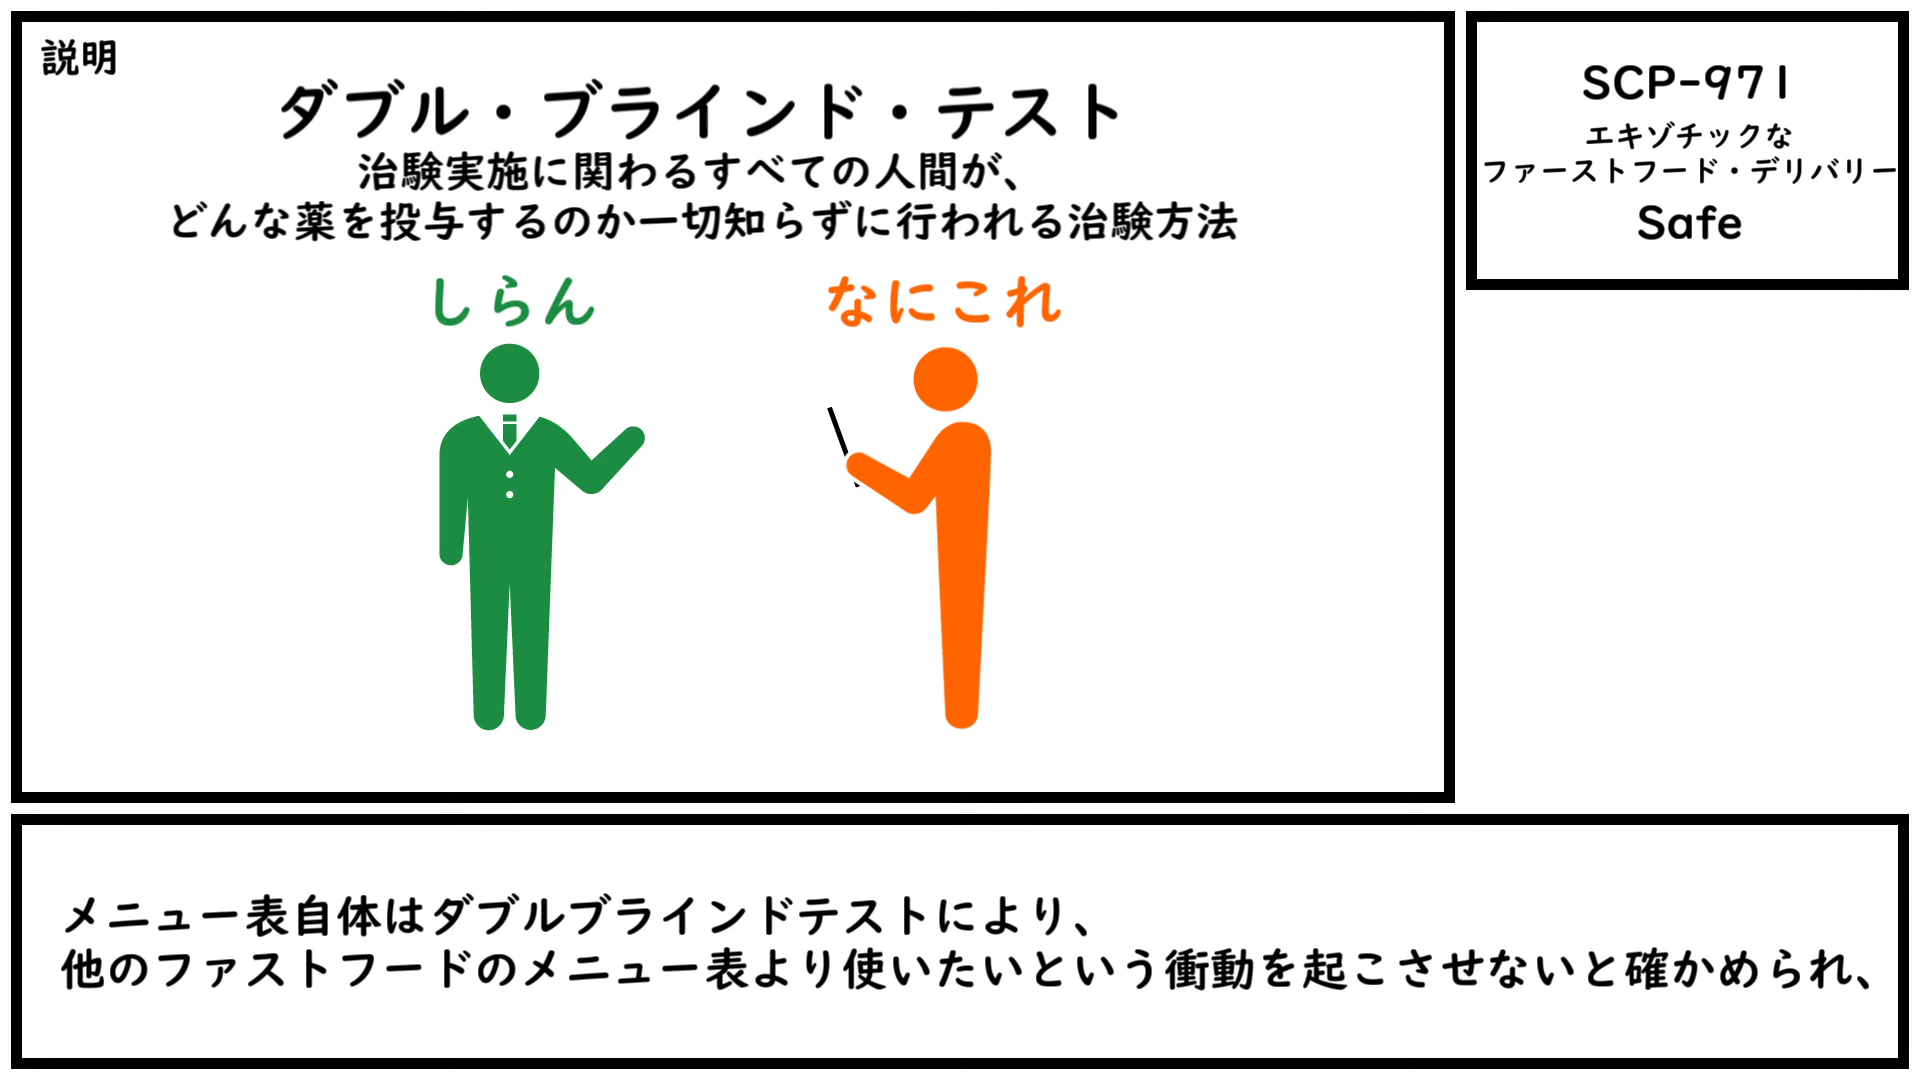 説明
ダブル・ブラインド・テスト
治験実施に関わるすべての人間が、
どんな薬を投与するのか一切知らずに行われる治験方法
しらん
なにこれ
SCP-971
エキゾチックな
ファーストフード・デリバリー
Safe
メニュー表自体はダブルブラインドテストにより、
他のファストフードのメニュー表より使いたいという衝動を起こさせないと確かめられ、